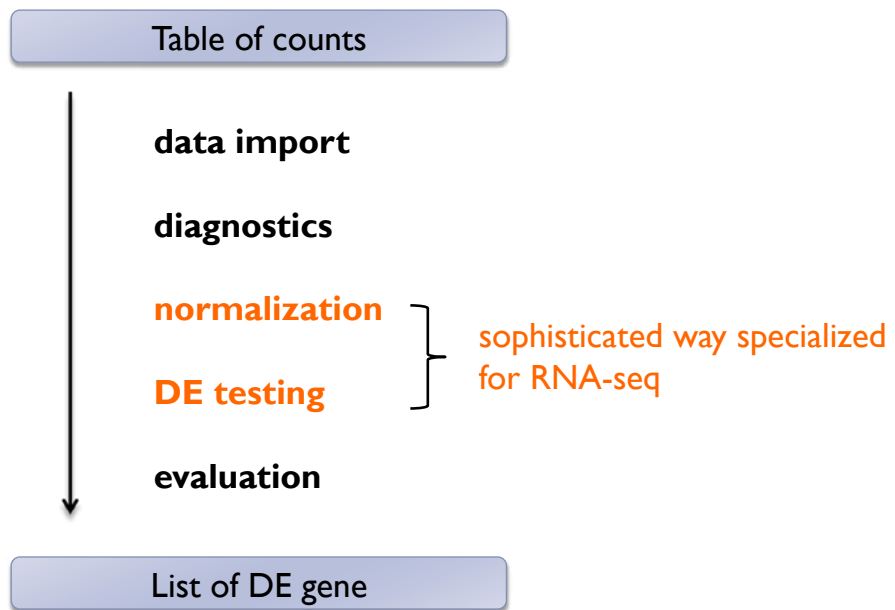 Table of counts
data import
diagnostics
normalization
DE testing
sophisticated way specialized
for RNA-seq
evaluation
List of DE gene